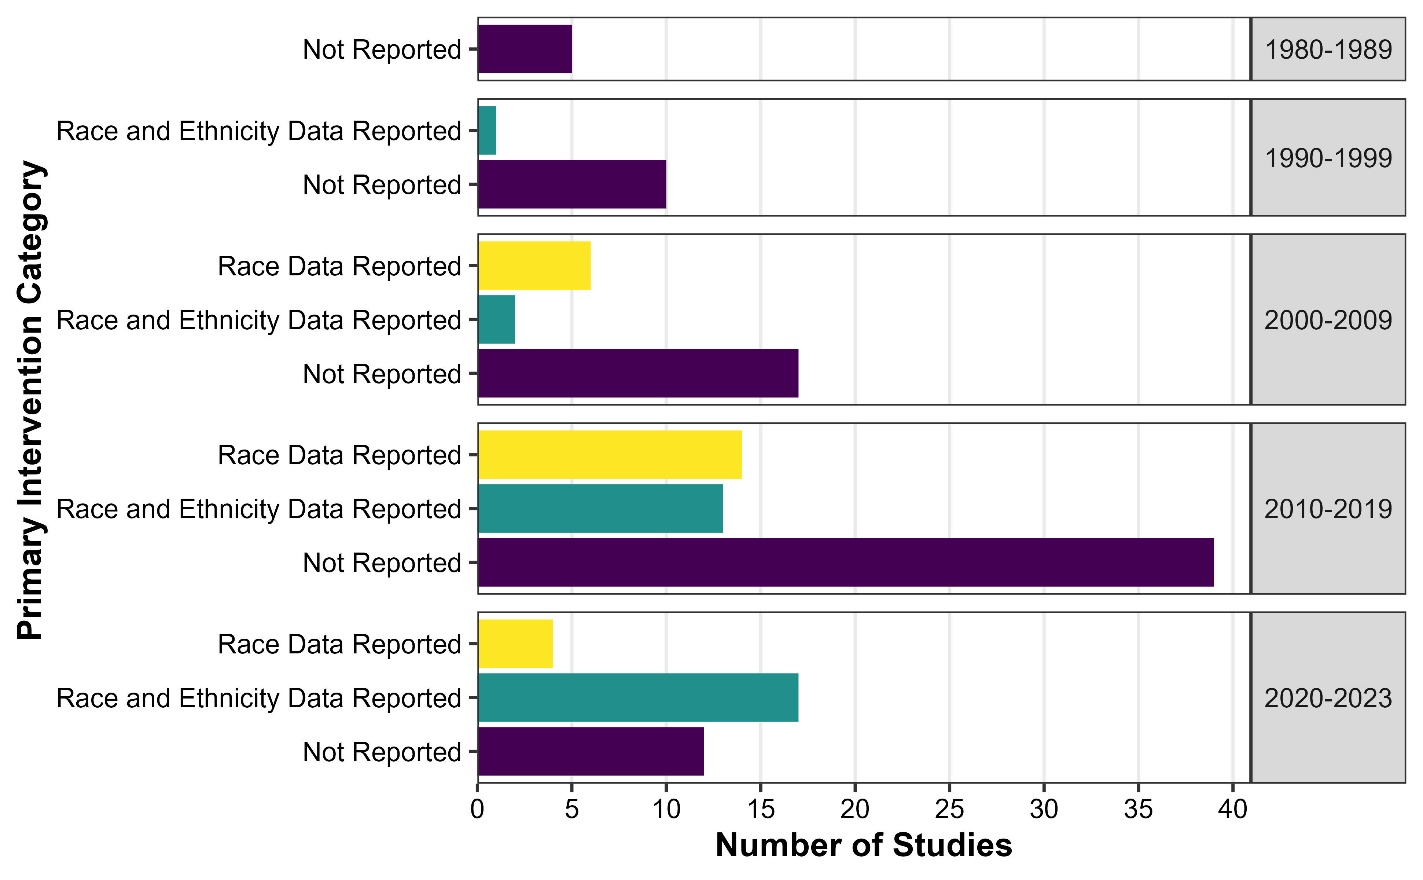 Primary Intervention Category
Not Reported
1980-1989
Race and Ethnicity Data Reported
Not Reported
1990-1999
Race Data Reported
Race and Ethnicity Data Reported
Not Reported
2000-2009
Race Data Reported
Race and Ethnicity Data Reported
Not Reported
2010-2019
Race Data Reported
Race and Ethnicity Data Reported
Not Reported
2020-2023
0 5 10 15 20 25 30 35 40
Number of Studies